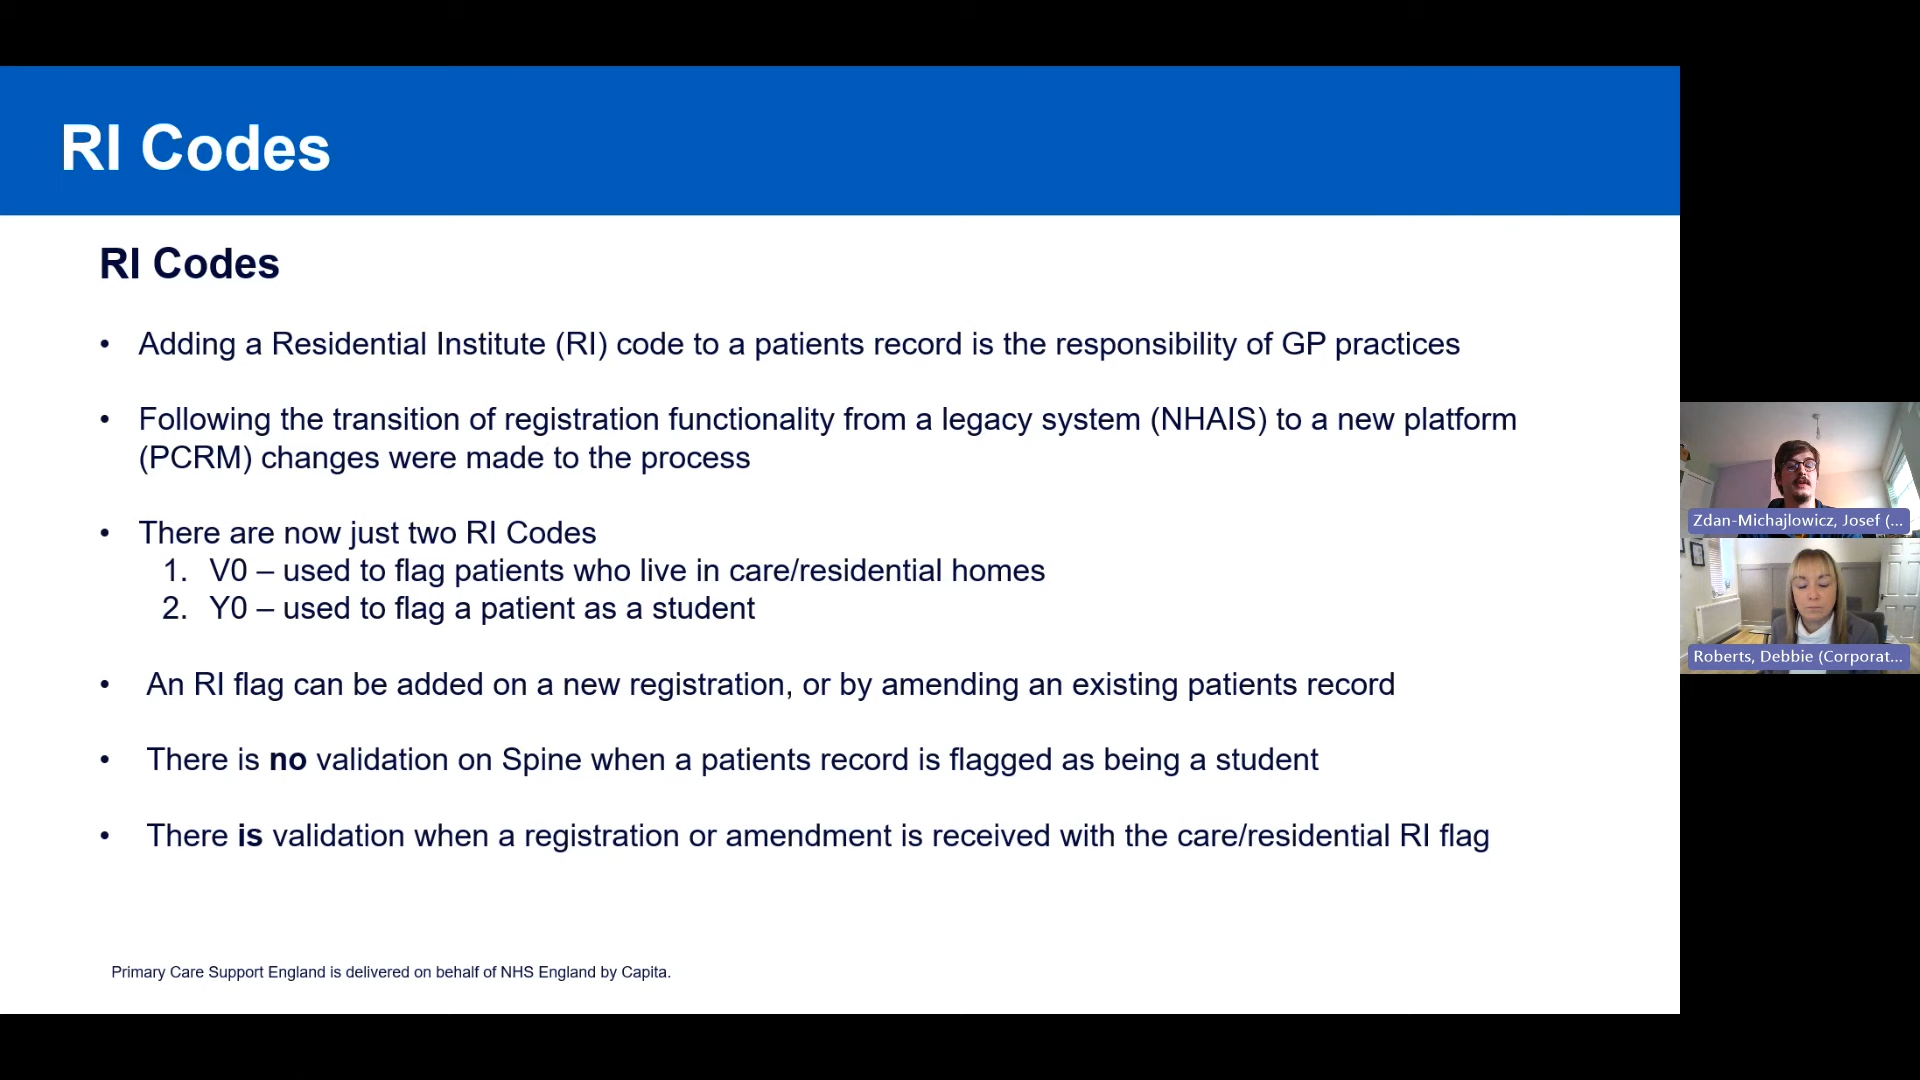 RI Codes
RI Codes
• Adding a Residential Institute (RI) code to a patients record is the responsibility of GP practices
• Following the transition of registration functionality from a legacy system (NHAIS) to a new platform
(PCRM) changes were made to the process
• There are now just two RI Codes
1. V0 – used to flag patients who live in care/residential homes
2. Y0 – used to flag a patient as a student
• An RI flag can be added on a new registration, or by amending an existing patients record
• There is no validation on Spine when a patients record is flagged as being a student
• There is validation when a registration or amendment is received with the care/residential RI flag
Primary Care Support England is delivered on behalf of NHS England by Capita.
Zdan-Michajlowicz, Josef (...
Roberts, Debbie (Corporat...